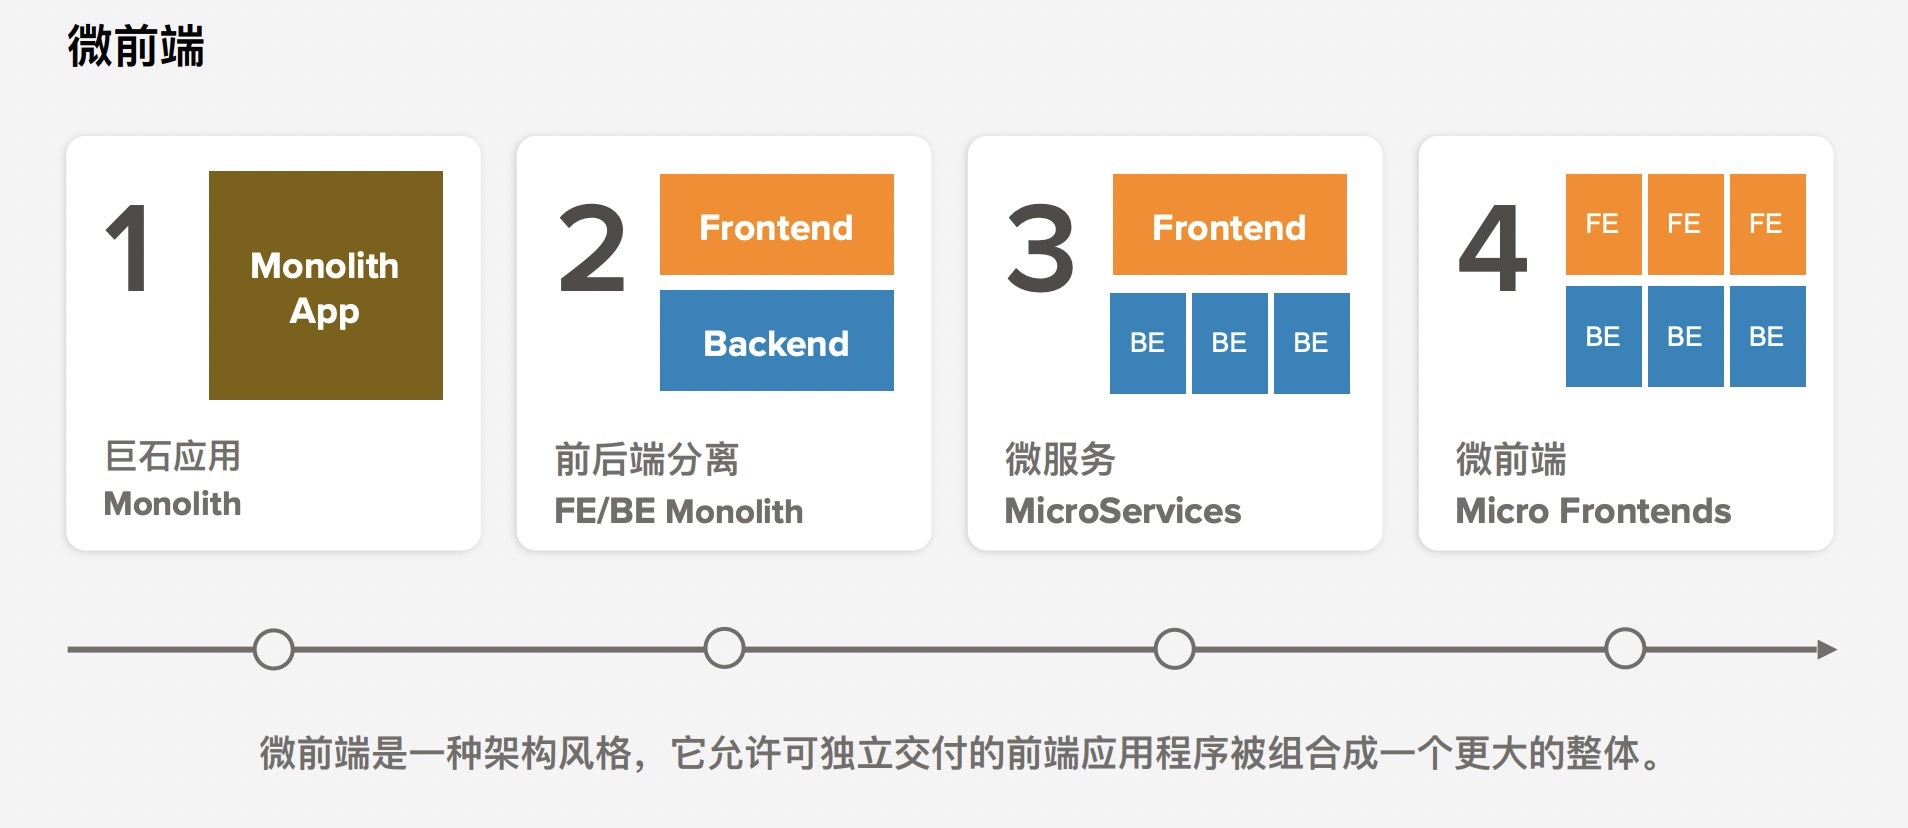 微前端
1
Monolith
App
巨石应用
Monolith
2
Frontend
Backend
前后端分离
FE/BE Monolith
3
Frontend
BE BE BE
微服务
MicroServices
4
FE FE FE
BE BE BE
微前端
Micro Frontends
微前端是一种架构风格，它允许可独立交付的前端应用程序被组合成一个更大的整体。